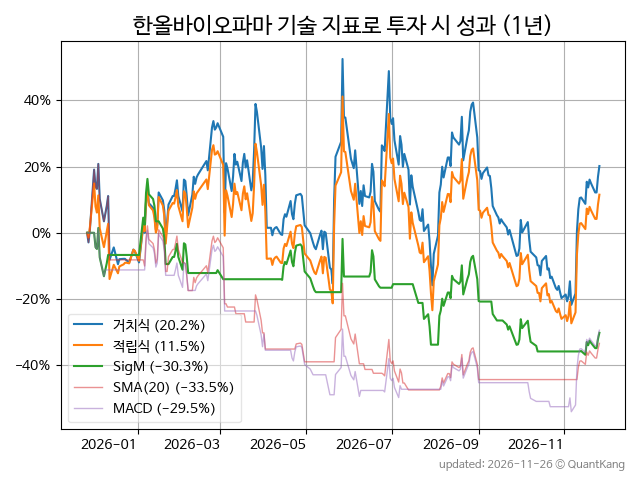 한올바이오파마 기술 지표로 투자 시 성과 (1년)
40%
20%
0%
−20%
−40%
거치식 (20.2%)
적립식 (11.5%)
SigM (−30.3%)
SMA(20) (−33.5%)
MACD (−29.5%)
2026-01
2026-03
2026-05
2026-07
2026-09
2026-11
updated: 2026-11-26 © QuantKang